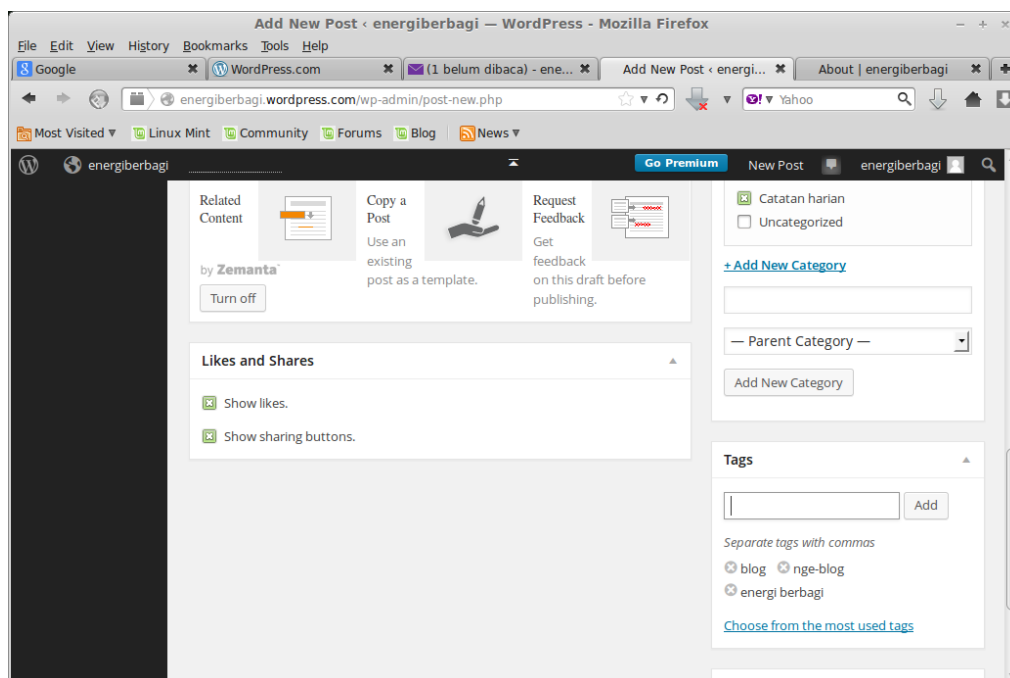 Add New Post ‹ energiberbagi — WordPress - Mozilla Firefox
File Edit View History Bookmarks Tools Help
Google
WordPress.com
(1 belum dibaca) - ene...
Add New Post ‹ energi...
About | energiberbagi
energiberbagi.wordpress.com/wp-admin/post-new.php
Yahoo
Most Visited
Linux Mint
Community
Forums
Blog
News
energiberbagi
Go Premium
New Post
energiberbagi
Related
Content
by Zemanta
Turn off
Copy a
Post
Use an
existing
post as a template.
Request
Feedback
Get
feedback
on this draft before
publishing.
Likes and Shares
Show likes.
Show sharing buttons.
Catatan harian
Uncategorized
+ Add New Category
— Parent Category —
Add New Category
Tags
Add
Separate tags with commas
blog nge-blog
energi berbagi
Choose from the most used tags